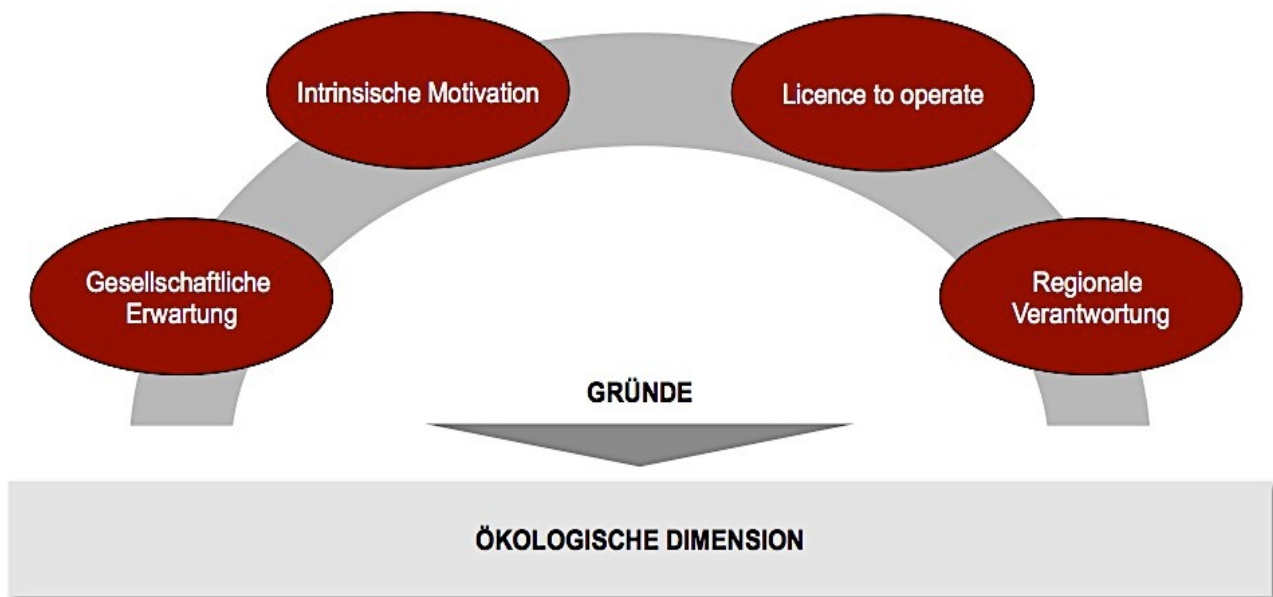 Intrinsische Motivation
Licence to operate
Gesellschaftliche
Erwartung
Regionale
Verantwortung
GRÜNDE
ÖKOLOGISCHE DIMENSION